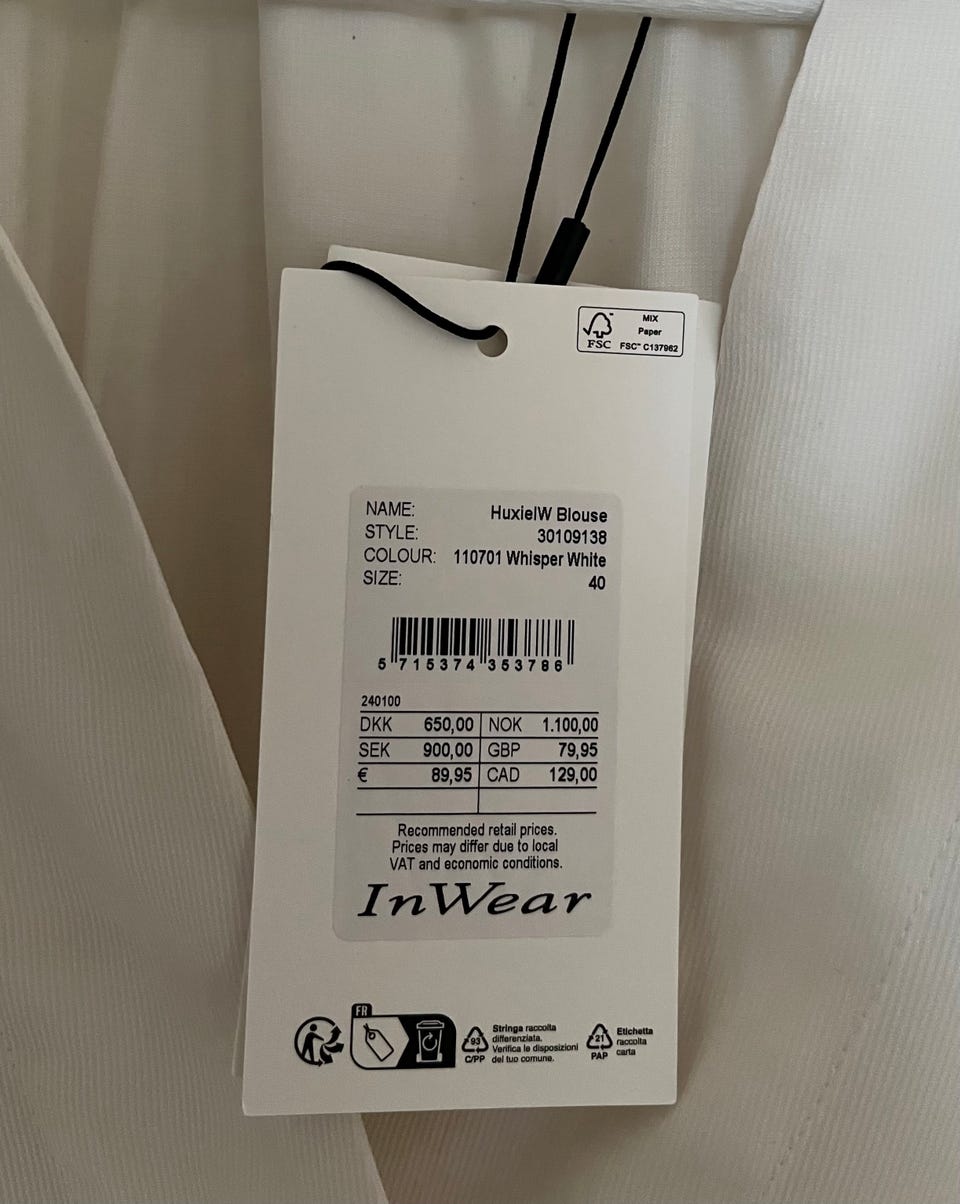 MIX
Paper
FSC
FSC™ C137962
NAME: HuxieIW Blouse
STYLE: 30109138
COLOUR: 110701 Whisper White
SIZE: 40
5 715374 353786
240100
DKK 650,00 NOK 1.100,00
SEK 900,00 GBP 79,95
€ 89,95 CAD 129,00
Recommended retail prices.
Prices may differ due to local
VAT and economic conditions.
InWear
FR
93
C/PP
Stringa raccolta
differenziata.
Verifica le disposizioni
del tuo comune.
21
PAP
Etichetta
raccolta
carta